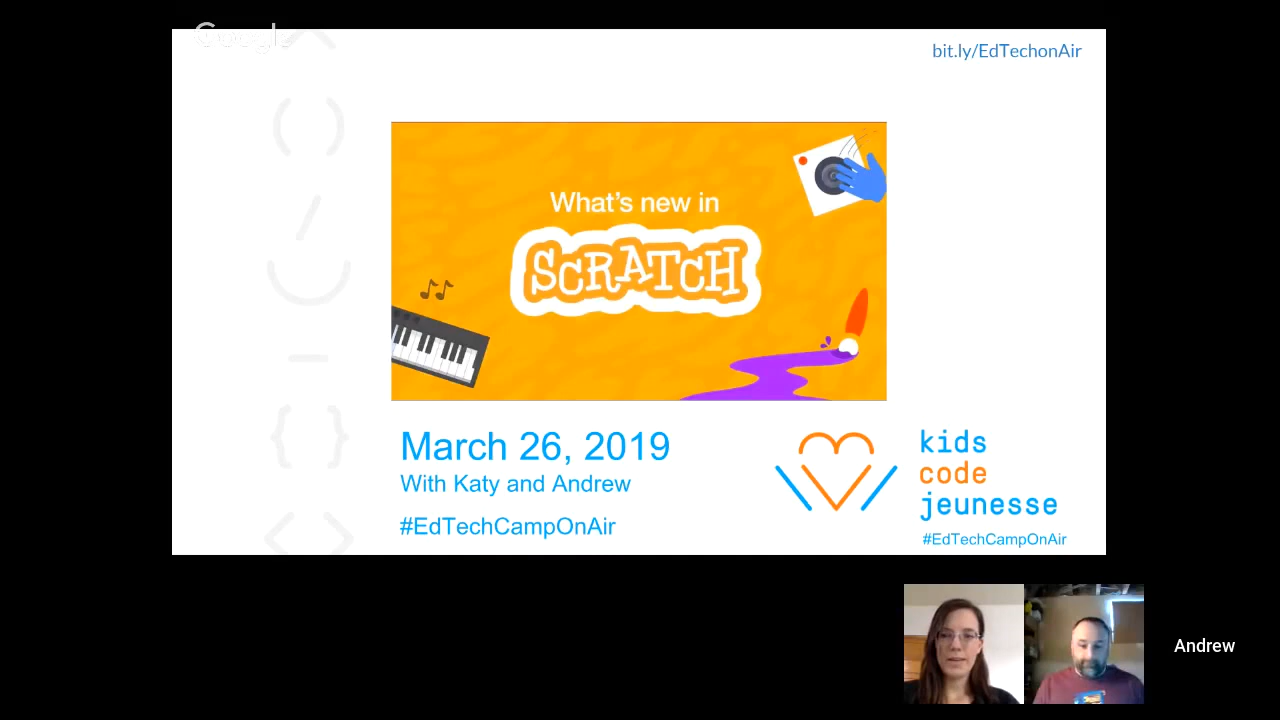 Google
bit.ly/EdTechonAir
What's new in
SCRATCH
March 26, 2019
With Katy and Andrew
#EdTechCampOnAir
kids
code
jeunesse
#EdTechCampOnAir
Andrew